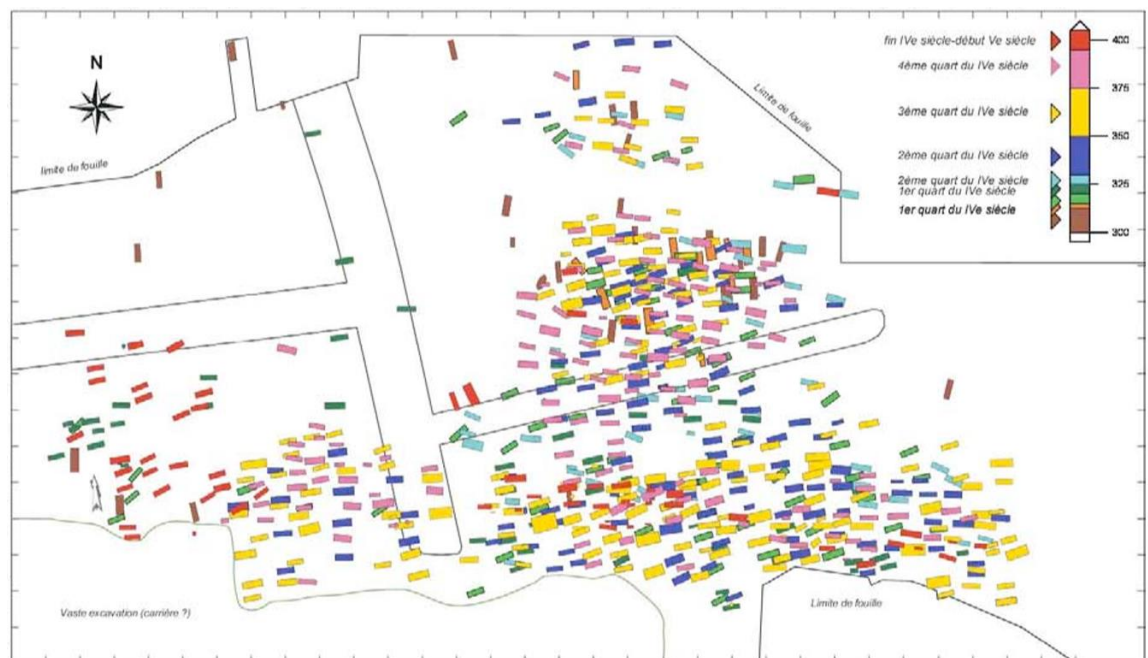 N
limite de fouille
Limite de fouille
fin IVe siècle-début Ve siècle
400
4ème quart du IVe siècle
375
3ème quart du IVe siècle
350
2ème quart du IVe siècle
2ème quart du IVe siècle
325
1er quart du IVe siècle
1er quart du IVe siècle
300
Vaste excavation (carrière ?)
Limite de fouille